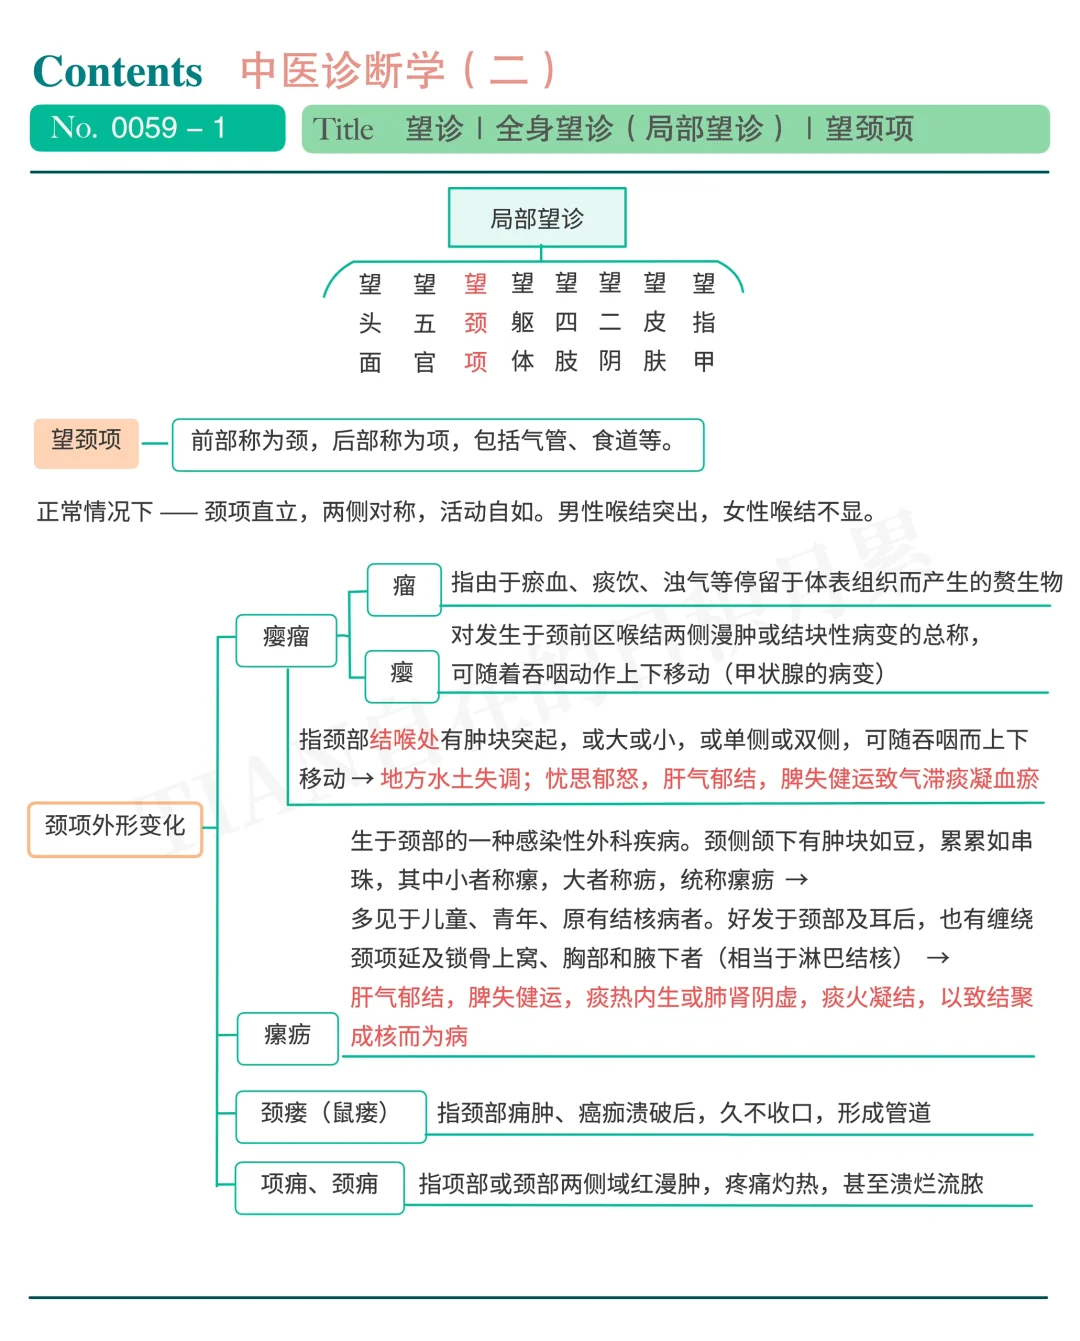 Contents 中医诊断学（二）
No. 0059 – 1
Title 望诊 | 全身望诊（局部望诊） | 望颈项
局部望诊
望头面 望五官 望颈项 望躯体 望四肢 望二阴 望皮肤 望指甲
望颈项
前部称为颈，后部称为项，包括气管、食道等。
正常情况下 —— 颈项直立，两侧对称，活动自如。男性喉结突出，女性喉结不显。
颈项外形变化
瘿瘤
瘤
指由于瘀血、痰饮、浊气等停留于体表组织而产生的赘生物
瘿
对发生于颈前区喉结两侧漫肿或结块性病变的总称，
可随着吞咽动作上下移动（甲状腺的病变）
指颈部结喉处有肿块突起，或大或小，或单侧或双侧，可随吞咽而上下
移动 → 地方水土失调；忧思郁怒，肝气郁结，脾失健运致气滞痰凝血瘀
瘰疬
生于颈部的一种感染性外科疾病。颈侧颌下有肿块如豆，累累如串
珠，其中小者称瘰，大者称疬，统称瘰疬 →
多见于儿童、青年、原有结核病者。好发于颈部及耳后，也有缠绕
颈项延及锁骨上窝、胸部和腋下者（相当于淋巴结核） →
肝气郁结，脾失健运，痰热内生或肺肾阴虚，痰火凝结，以致结聚
成核而为病
颈瘘（鼠瘘）
指颈部痈肿、癌痂溃破后，久不收口，形成管道
项痈、颈痈
指项部或颈部两侧域红漫肿，疼痛灼热，甚至溃烂流脓
TIAN自在的日积月累